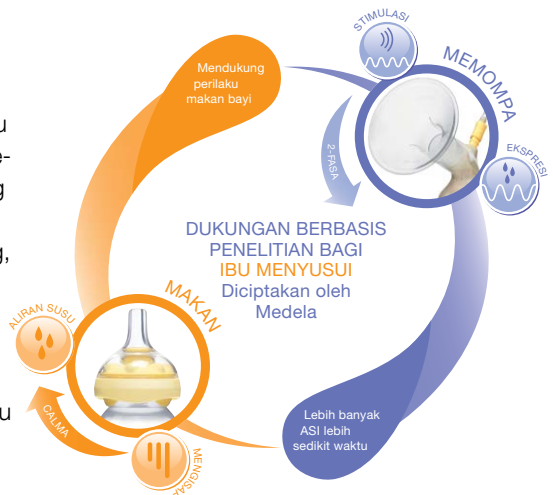 STIMULASI
MEMOMPA
Mendukung
perilaku
makan bayi
2-FASA
EKSPRESI
DUKUNGAN BERBASIS
PENELITIAN BAGI
IBU MENYUSUI
Diciptakan oleh
Medela
MAKAN
ALIRAN SUSU
CALMA
Lebih banyak
ASI lebih
sedikit waktu